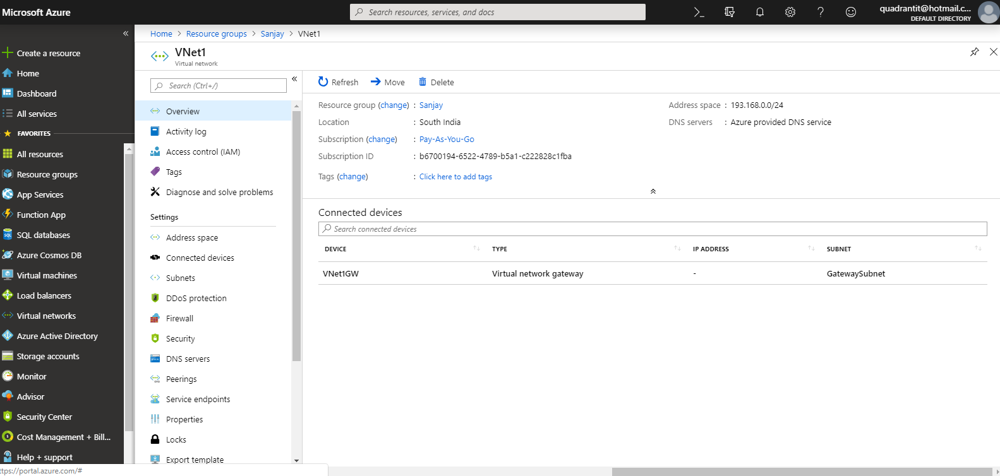 Microsoft Azure
Search resources, services, and docs
quadrantit@hotmail.c...
DEFAULT DIRECTORY
Create a resource
Home
Dashboard
All services
FAVORITES
All resources
Resource groups
App Services
Function App
SQL databases
Azure Cosmos DB
Virtual machines
Load balancers
Virtual networks
Azure Active Directory
Storage accounts
Monitor
Advisor
Security Center
Cost Management + Bill...
Help + support
ttps://portal.azure.com/#
Home > Resource groups > Sanjay > VNet1
VNet1
Virtual network
Search (Ctrl+/)
Overview
Activity log
Access control (IAM)
Tags
Diagnose and solve problems
Settings
Address space
Connected devices
Subnets
DDoS protection
Firewall
Security
DNS servers
Peerings
Service endpoints
Properties
Locks
Export template
Refresh Move Delete
Resource group (change) : Sanjay
Location : South India
Subscription (change) : Pay-As-You-Go
Subscription ID : b6700194-6522-4789-b5a1-c222828c1fba
Tags (change) : Click here to add tags
Address space : 193.168.0.0/24
DNS servers : Azure provided DNS service
Connected devices
Search connected devices
DEVICE TYPE IP ADDRESS SUBNET
VNet1GW Virtual network gateway - GatewaySubnet